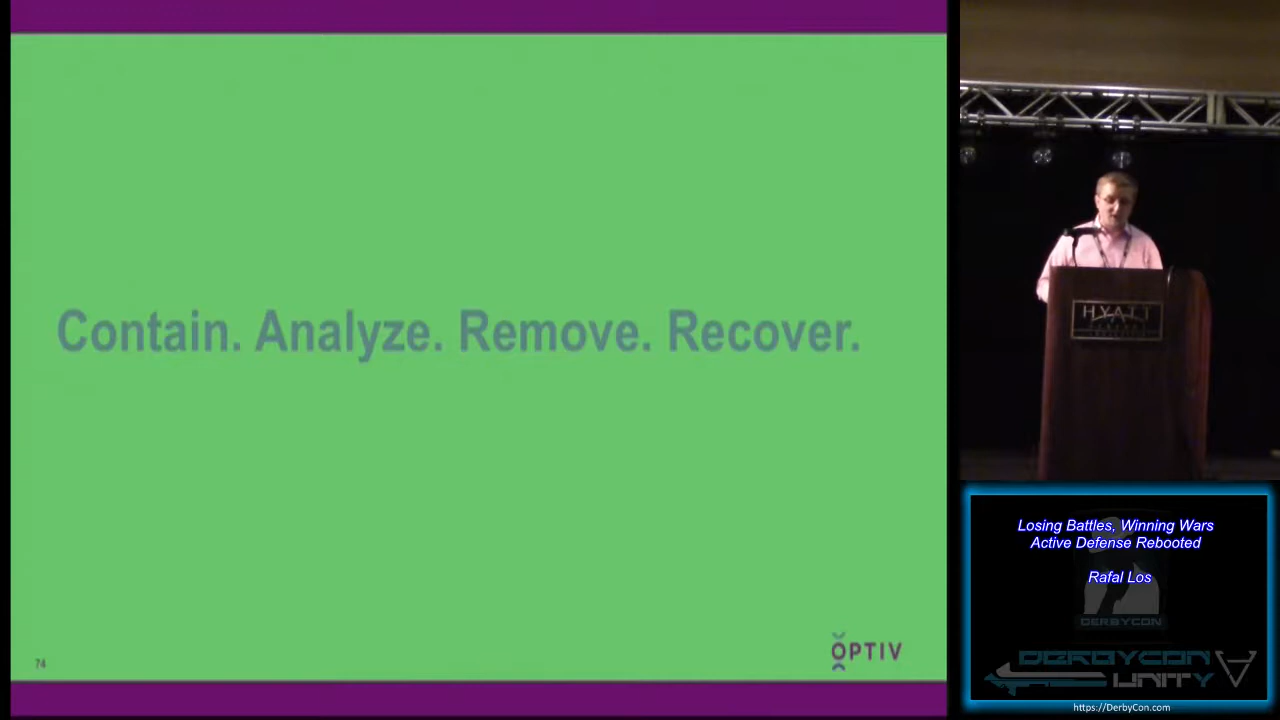 Contain. Analyze. Remove. Recover.
74
OPTIV
HYATT
Losing Battles, Winning Wars
Active Defense Rebooted
Rafal Los
DERBYCON
DERBYCON
UNITY
https://DerbyCon.com